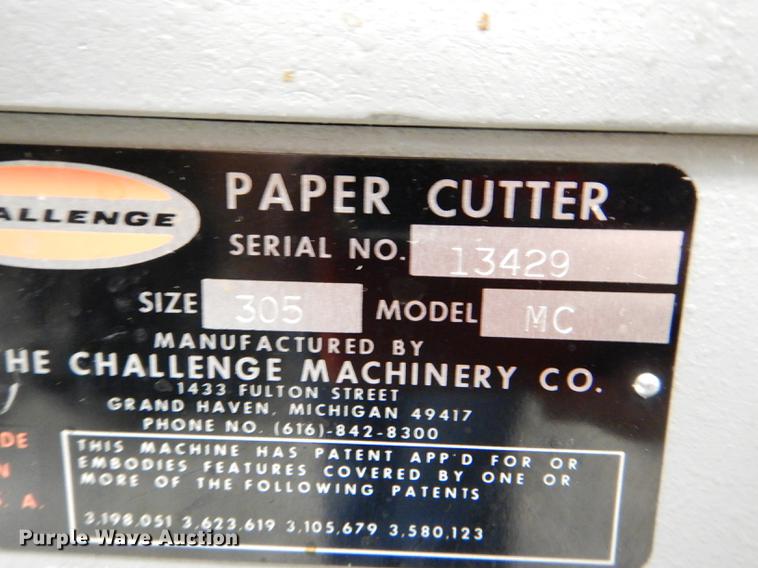 ALLENGE
PAPER CUTTER
SERIAL NO. 13429
SIZE 305 MODEL MC
MANUFACTURED BY
HE CHALLENGE MACHINERY CO.
1433 FULTON STREET
GRAND HAVEN, MICHIGAN 49417
PHONE NO. (616)-842-8300
DE
N
S. A.
THIS MACHINE HAS PATENT APP'D FOR OR
EMBODIES FEATURES COVERED BY ONE OR
MORE OF THE FOLLOWING PATENTS
3,198,051 3,623,619 3,105,679 3,580,123
Purple Wave Auction